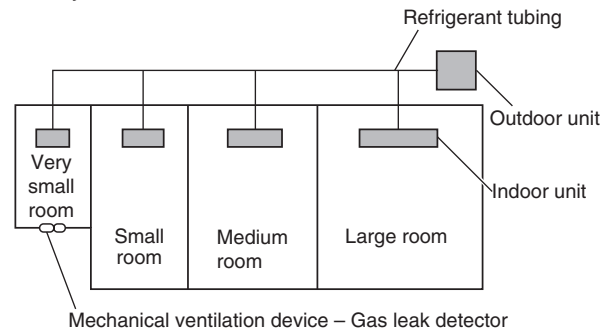 Refrigerant tubing
Outdoor unit
Indoor unit
Very
small
room
Small
room
Medium
room
Large room
Mechanical ventilation device – Gas leak detector